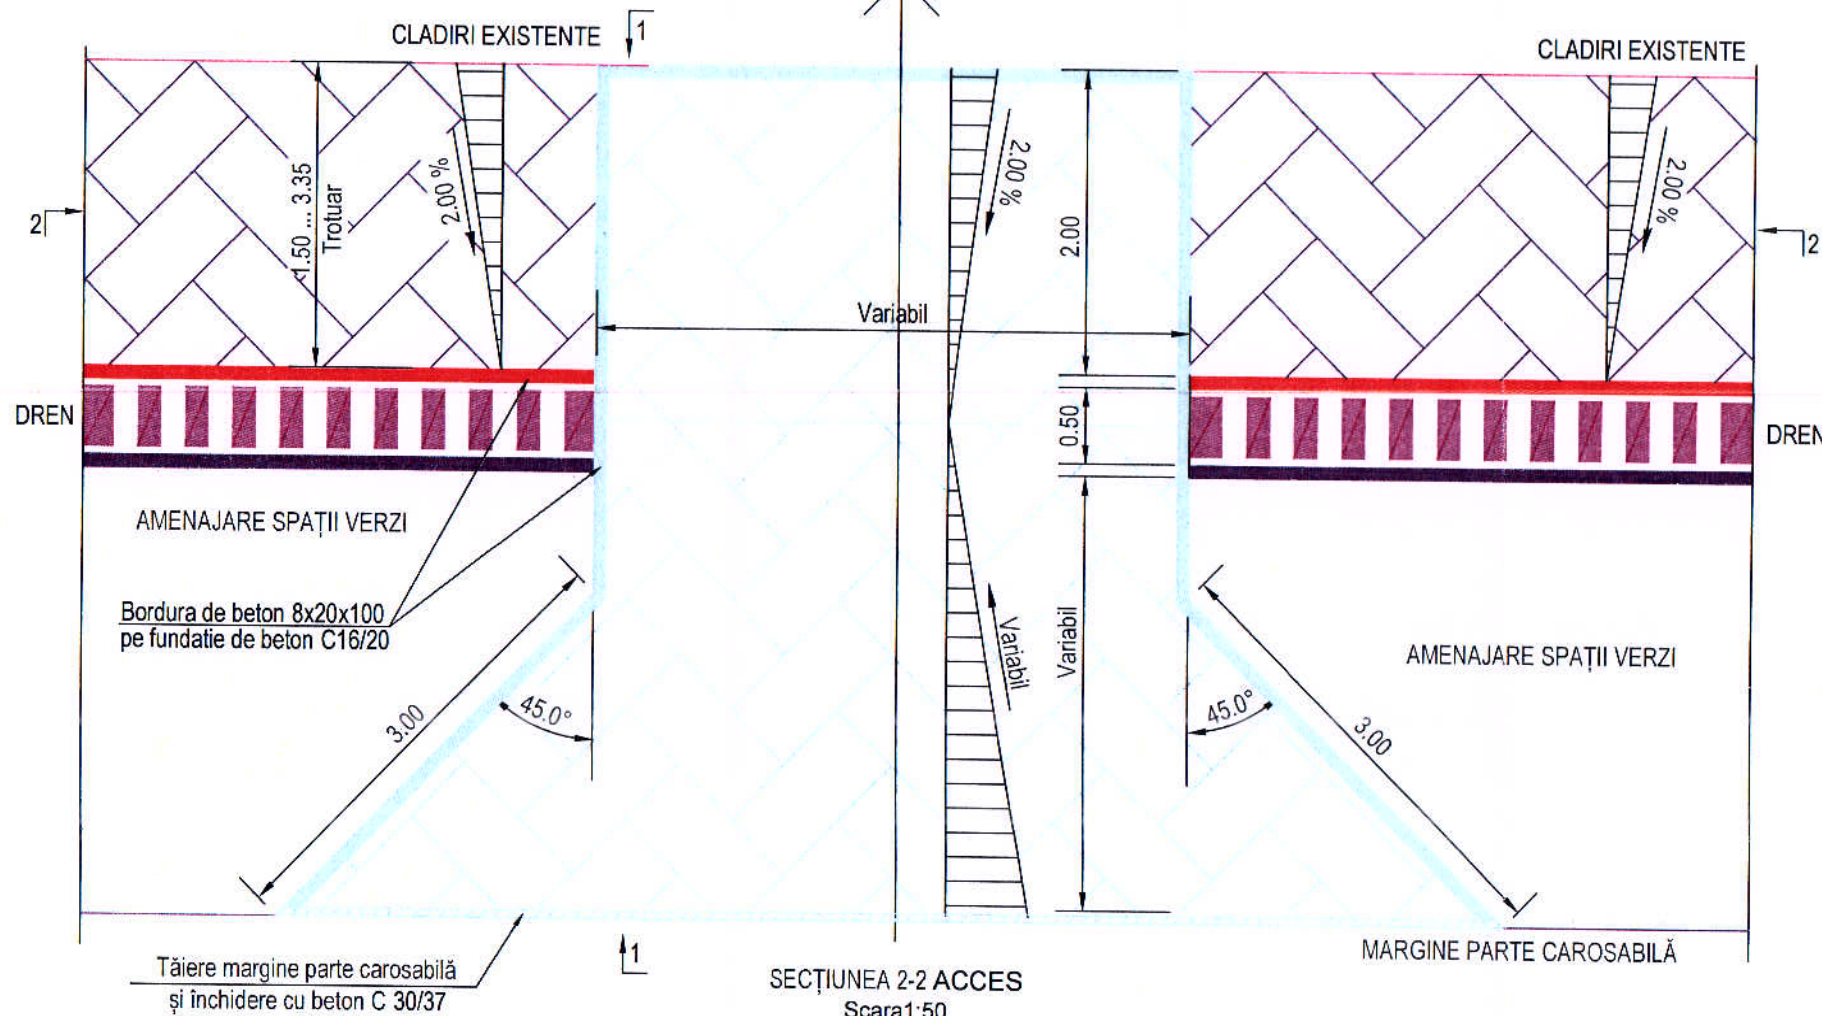 CLADIRI EXISTENTE
1
CLADIRI EXISTENTE
1.50 ... 3.35
Trotuar
2.00 %
2.00 %
2.00
2.00 %
2
2
Variabil
DREN
0.50
DREN
AMENAJARE SPAȚII VERZI
Bordura de beton 8x20x100
pe fundatie de beton C16/20
Variabil
Variabil
AMENAJARE SPAȚII VERZI
45.0°
45.0°
3.00
3.00
MARGINE PARTE CAROSABILĂ
Tăiere margine parte carosabilă
și închidere cu beton C 30/37
1
SECȚIUNEA 2-2 ACCES
Scara1:50